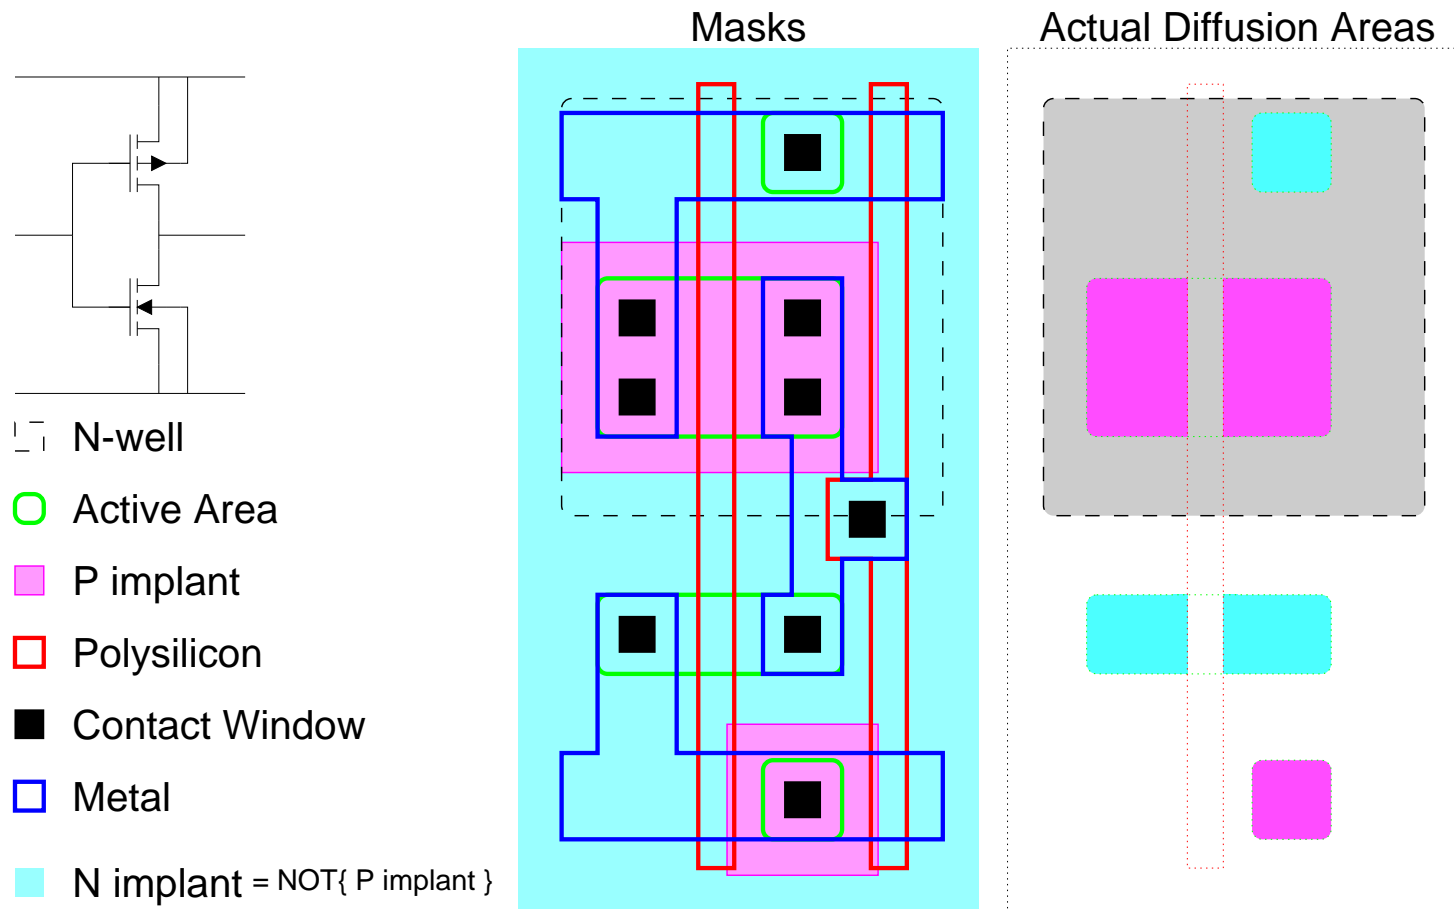 Masks
Actual Diffusion Areas
N-well
Active Area
P implant
Polysilicon
Contact Window
Metal
N implant = NOT{ P implant }